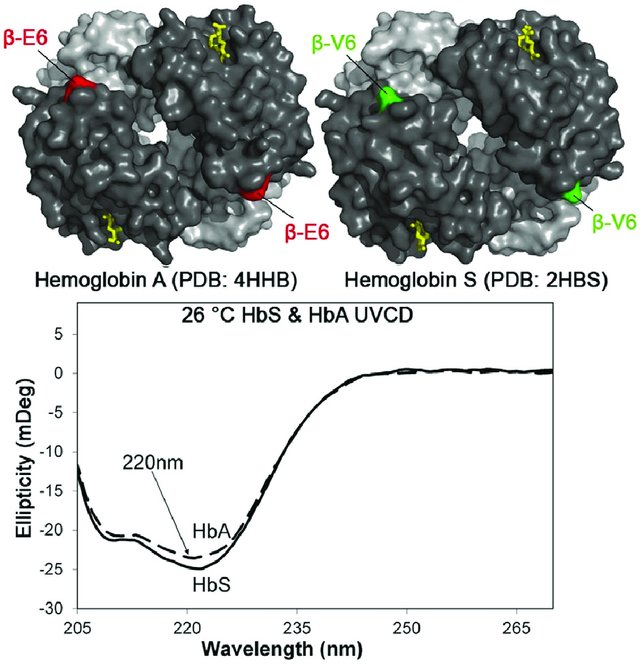 β-E6
β-V6
β-E6
β-V6
Hemoglobin A (PDB: 4HHB)
Hemoglobin S (PDB: 2HBS)
26 °C HbS & HbA UVCD
5
0
-5
-10
-15
-20
-25
-30
Ellipticity (mDeg)
220nm
HbA
HbS
205
220
235
250
265
Wavelength (nm)